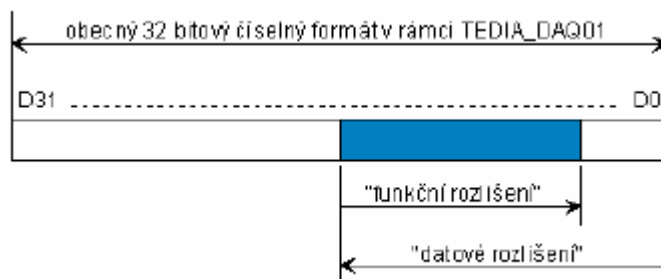 obecný 32 bitový číselný formát v rámci TEDIA_DAQ01
D31 ........................................................ D0
"funkční rozlišení"
"datové rozlišení"